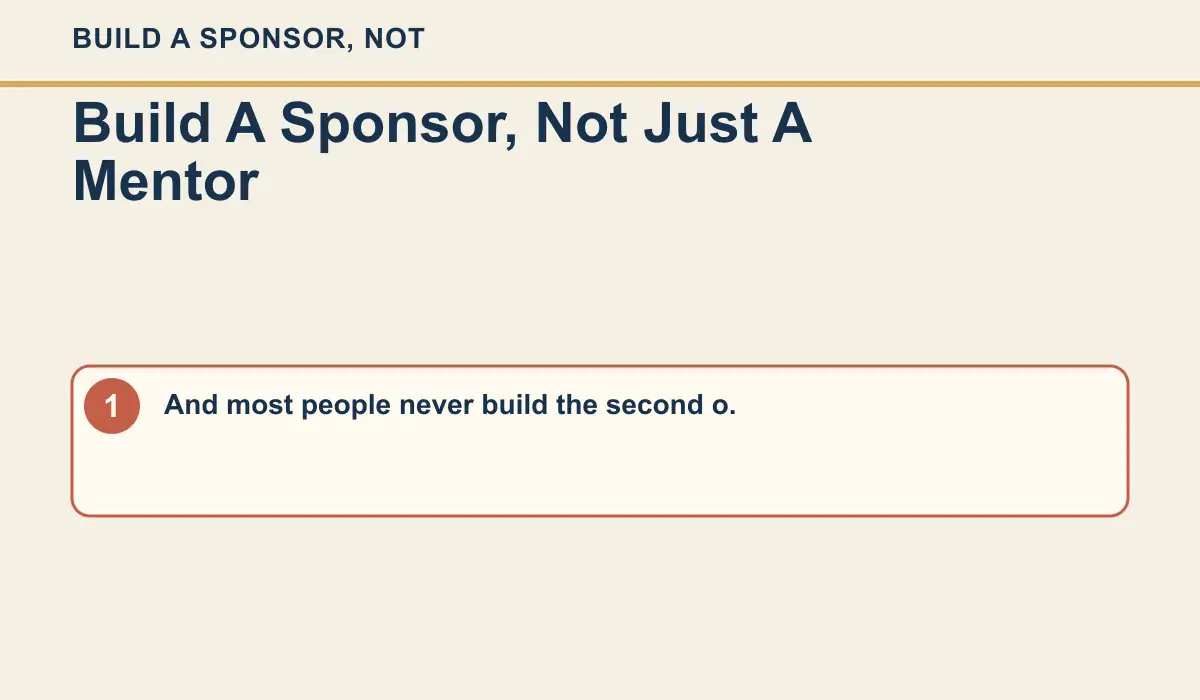 BUILD A SPONSOR, NOT
Build A Sponsor, Not Just A
Mentor
1
And most people never build the second o.